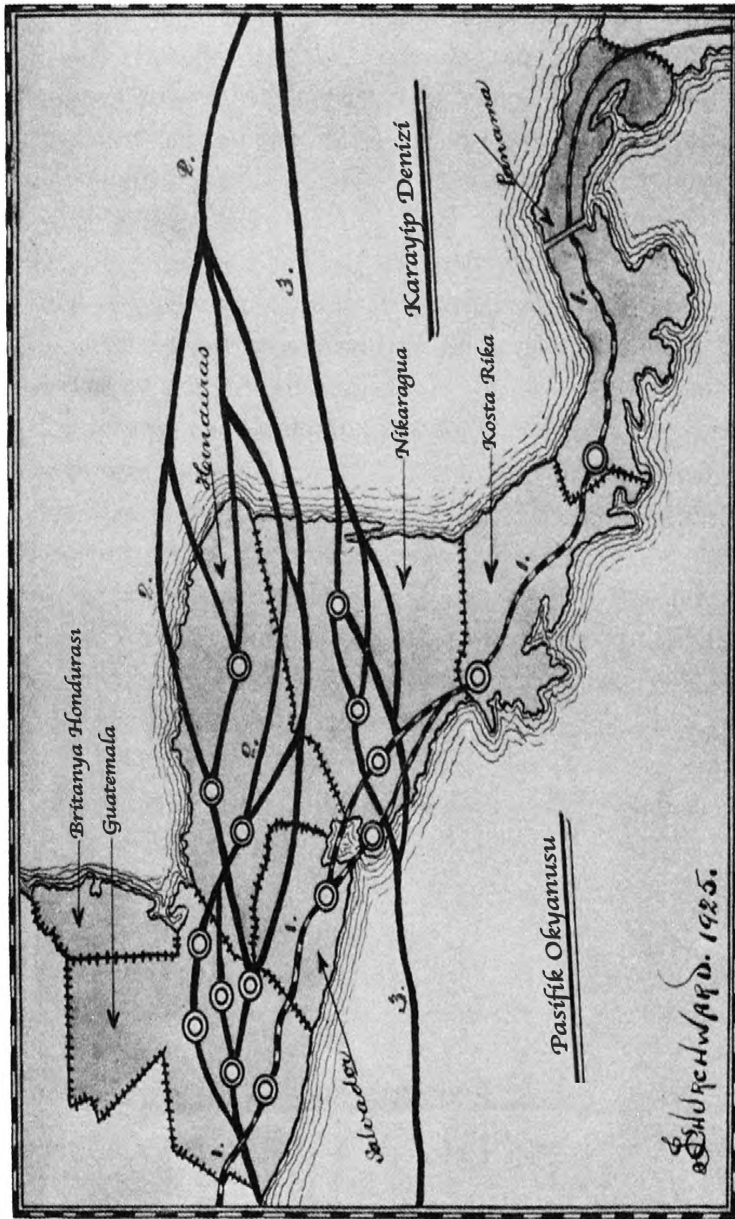 Britanya Hondurası
Guatemala
Honduras
2.
2.
2.
3.
Karayip Denizi
Panama
Nikaragua
Kosta Rika
1.
1.
1.
1.
Salvador
3.
Pasifik Okyanusu
J CHURCHWARD. 1925.